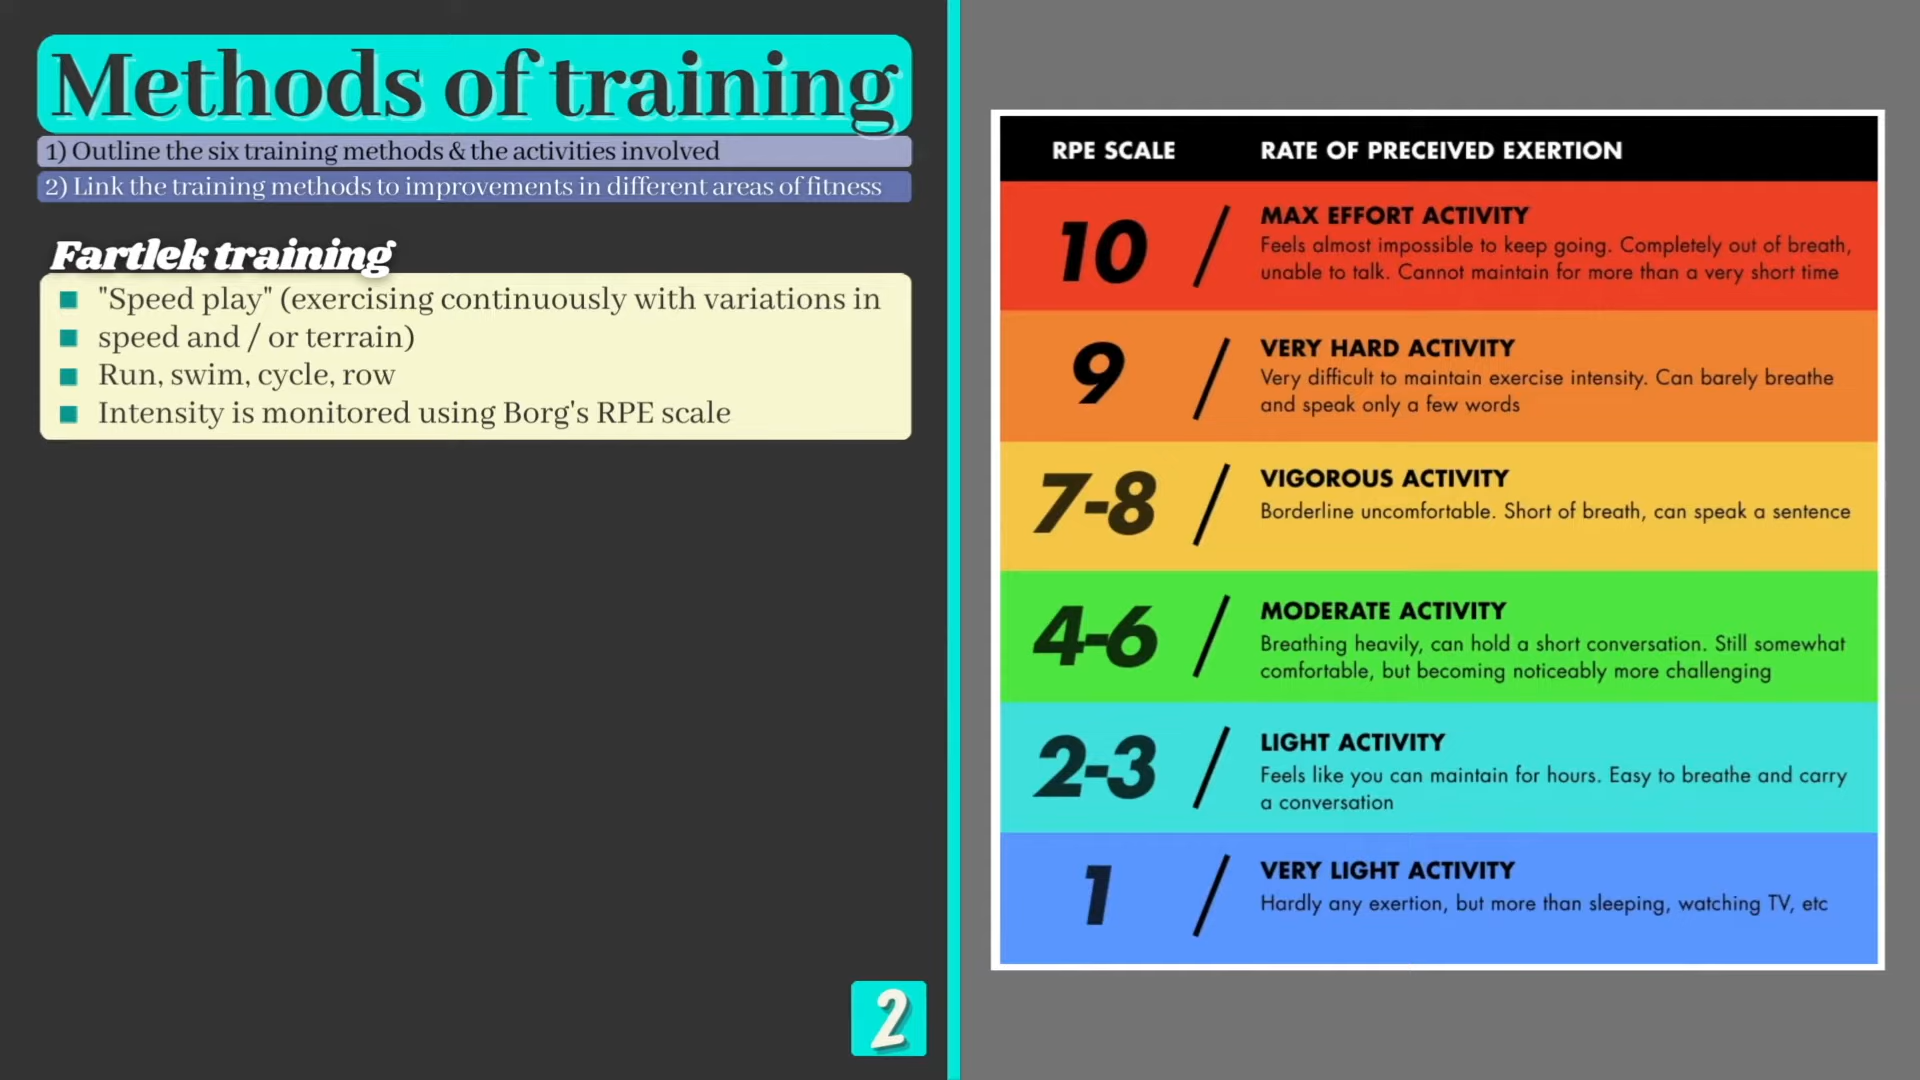 Methods of training
1) Outline the six training methods & the activities involved
2) Link the training methods to improvements in different areas of fitness
Fartlek training
"Speed play" (exercising continuously with variations in
speed and / or terrain)
Run, swim, cycle, row
Intensity is monitored using Borg's RPE scale
2
RPE SCALE
RATE OF PRECEIVED EXERTION
10 / MAX EFFORT ACTIVITY
Feels almost impossible to keep going. Completely out of breath,
unable to talk. Cannot maintain for more than a very short time
9 / VERY HARD ACTIVITY
Very difficult to maintain exercise intensity. Can barely breathe
and speak only a few words
7-8 / VIGOROUS ACTIVITY
Borderline uncomfortable. Short of breath, can speak a sentence
4-6 / MODERATE ACTIVITY
Breathing heavily, can hold a short conversation. Still somewhat
comfortable, but becoming noticeably more challenging
2-3 / LIGHT ACTIVITY
Feels like you can maintain for hours. Easy to breathe and carry
a conversation
1 / VERY LIGHT ACTIVITY
Hardly any exertion, but more than sleeping, watching TV, etc